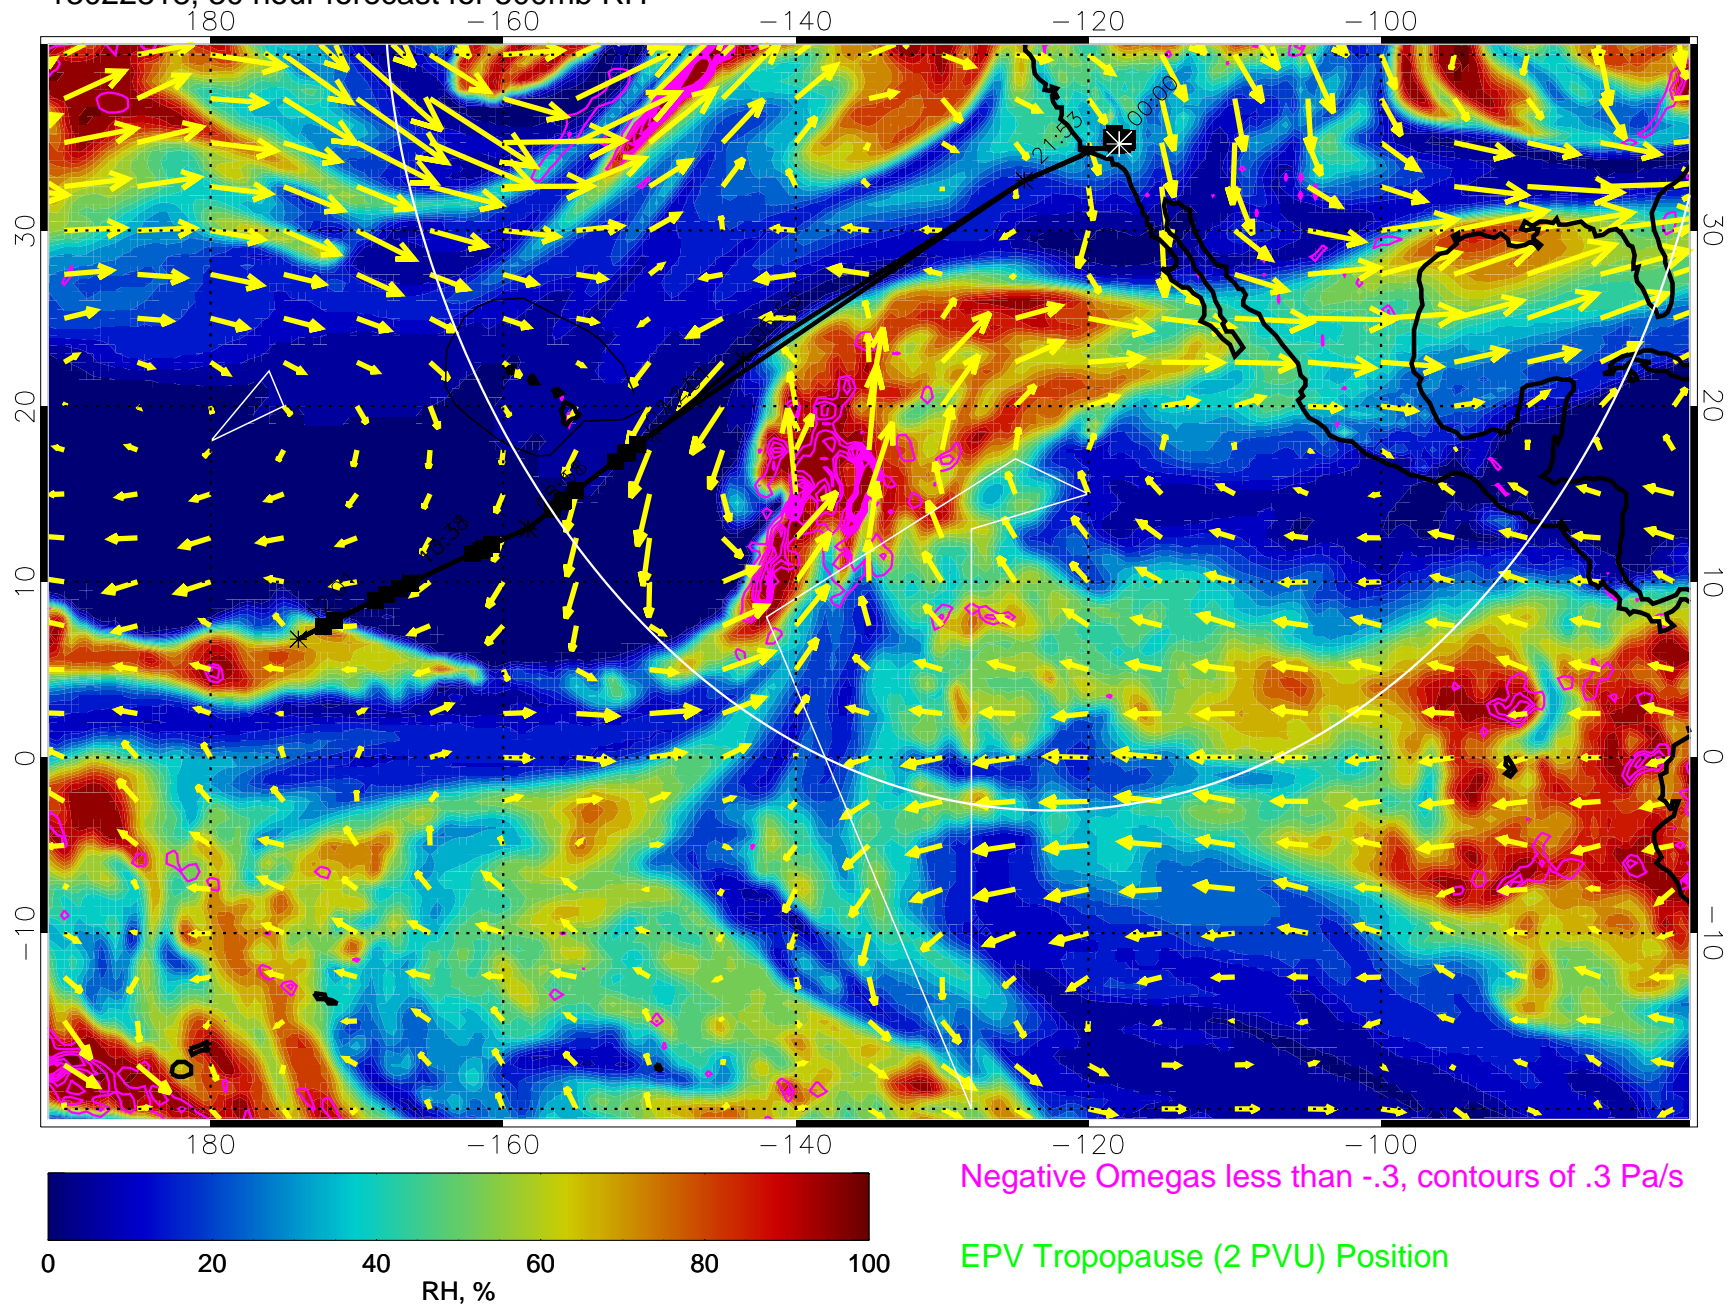 180 -160 -140 -120 -100
00:00
21:53
30 30
20 20
15:38
10 10
0 0
-10 -10
180 -160 -140 -120 -100
Negative Omegas less than -.3, contours of .3 Pa/s
0 20 40 60 80 100
EPV Tropopause (2 PVU) Position
RH, %